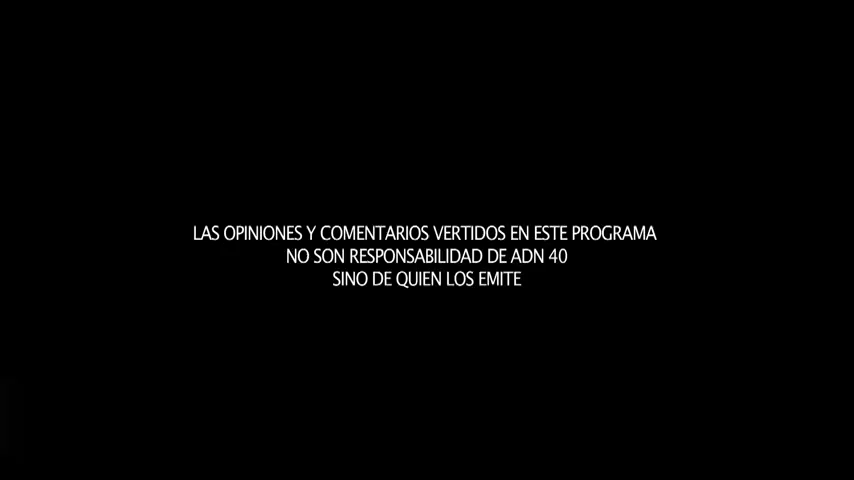 LAS OPINIONES Y COMENTARIOS VERTIDOS EN ESTE PROGRAMA
NO SON RESPONSABILIDAD DE ADN 40
SINO DE QUIEN LOS EMITE